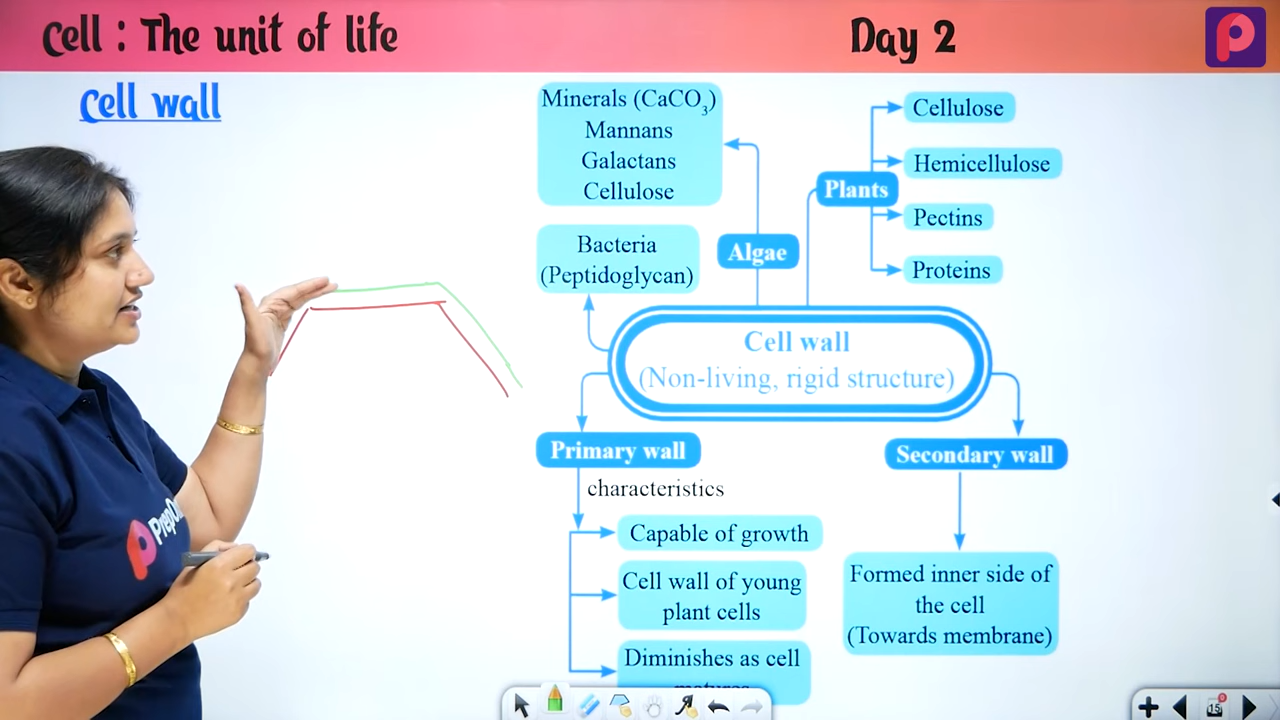 Cell : The unit of life
Day 2
Cell wall
Minerals (CaCO3)
Mannans
Galactans
Cellulose
Bacteria
(Peptidoglycan)
Algae
Plants
Cellulose
Hemicellulose
Pectins
Proteins
Cell wall
(Non-living, rigid structure)
Primary wall
characteristics
Capable of growth
Cell wall of young
plant cells
Diminishes as cell
Secondary wall
Formed inner side of
the cell
(Towards membrane)
15